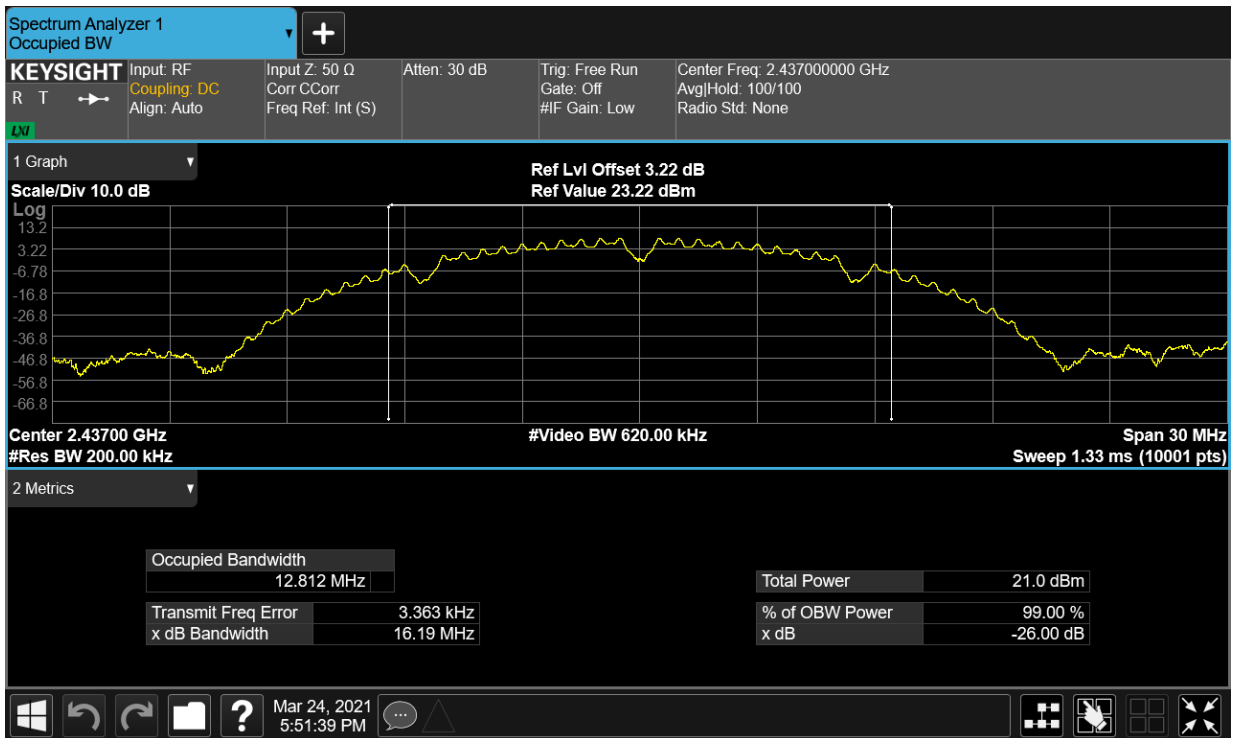 Spectrum Analyzer 1
Occupied BW
KEYSIGHT
R T
LXI
Input: RF
Coupling: DC
Align: Auto
Input Z: 50 Ω
Corr CCorr
Freq Ref: Int (S)
Atten: 30 dB
Trig: Free Run
Gate: Off
#IF Gain: Low
Center Freq: 2.437000000 GHz
Avg|Hold: 100/100
Radio Std: None
1 Graph
Scale/Div 10.0 dB
Ref Lvl Offset 3.22 dB
Ref Value 23.22 dBm
Log
13.2
3.22
-6.78
-16.8
-26.8
-36.8
-46.8
-56.8
-66.8
Center 2.43700 GHz
#Video BW 620.00 kHz
Span 30 MHz
#Res BW 200.00 kHz
Sweep 1.33 ms (10001 pts)
2 Metrics
Occupied Bandwidth
12.812 MHz
Total Power 21.0 dBm
Transmit Freq Error 3.363 kHz
% of OBW Power 99.00 %
x dB Bandwidth 16.19 MHz
x dB -26.00 dB
?
Mar 24, 2021
5:51:39 PM